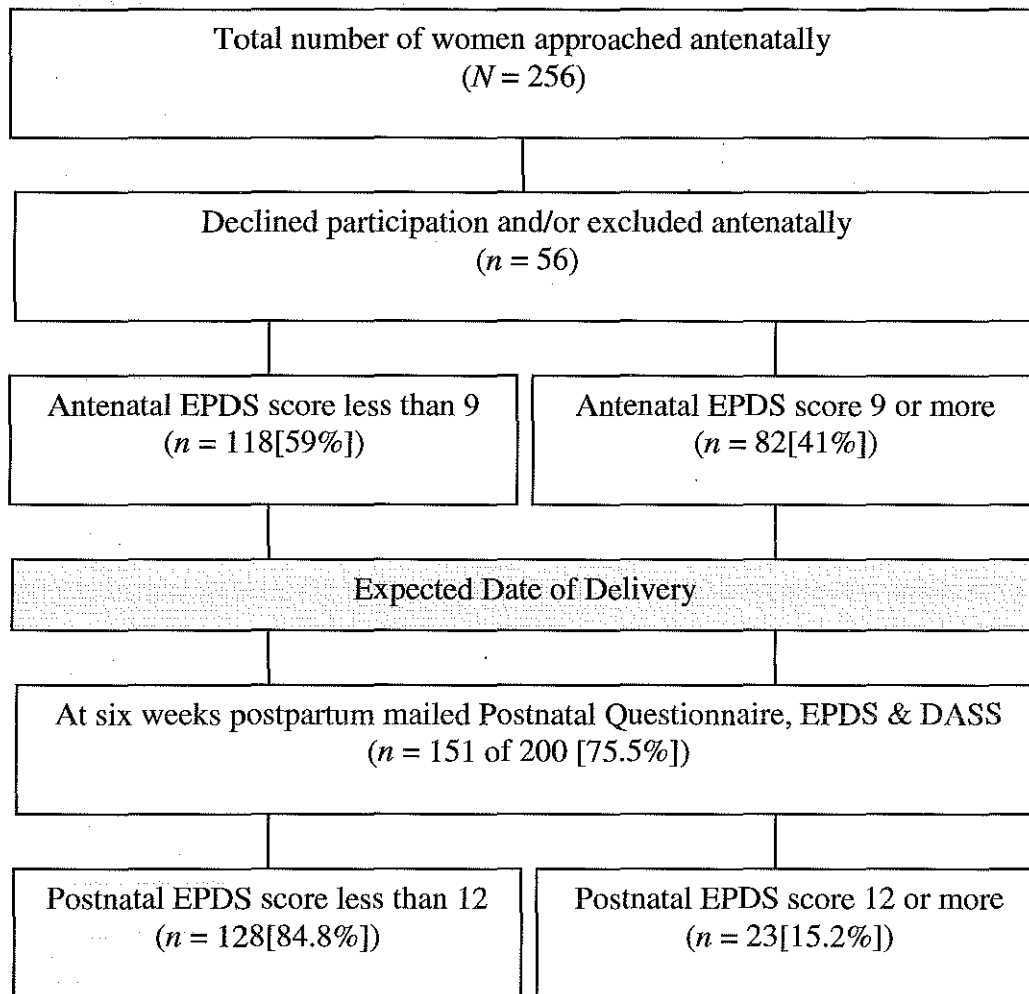 Total number of women approached antenatally
(N = 256)
Declined participation and/or excluded antenatally
(n = 56)
Antenatal EPDS score less than 9
(n = 118[59%])
Antenatal EPDS score 9 or more
(n = 82[41%])
Expected Date of Delivery
At six weeks postpartum mailed Postnatal Questionnaire, EPDS & DASS
(n = 151 of 200 [75.5%])
Postnatal EPDS score less than 12
(n = 128[84.8%])
Postnatal EPDS score 12 or more
(n = 23[15.2%])